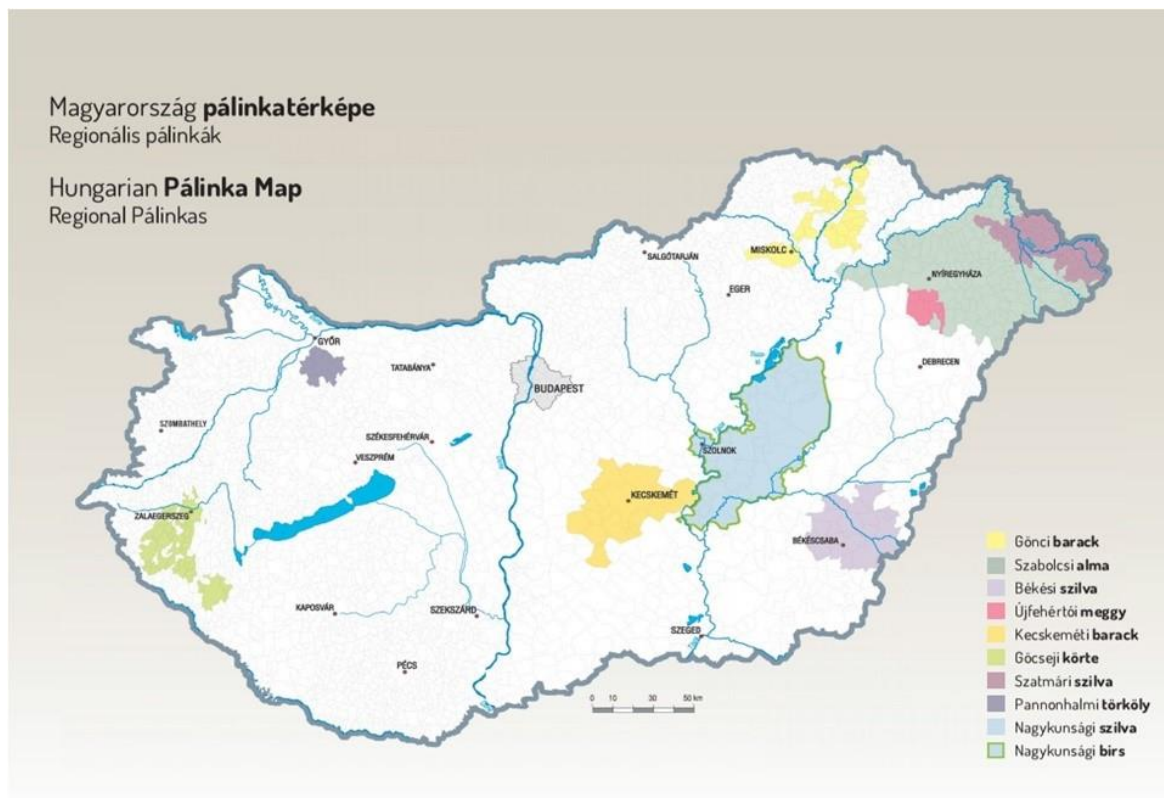 Magyarország pálinkatérképe
Regionális pálinkák
Hungarian Pálinka Map
Regional Pálinkas
SALGÓTARJÁN
MISKOLC
EGER
NYÍREGYHÁZA
GYŐR
TATABÁNYA
BUDAPEST
DEBRECEN
SZOMBATHELY
SZÉKESFEHÉRVÁR
VESZPRÉM
SZOLNOK
KECSKEMÉT
ZALAEGERSZEG
BÉKÉSCSABA
KAPOSVÁR
SZEKSZÁRD
SZEGED
PÉCS
0 10 30 50 km
Gönci barack
Szabolcsi alma
Békési szilva
Újfehértói meggy
Kecskeméti barack
Göcseji körte
Szatmári szilva
Pannonhalmi törköly
Nagykunsági szilva
Nagykunsági birs